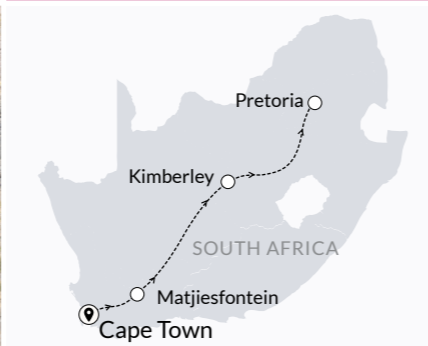 Pretoria
Kimberley
SOUTH AFRICA
Matjiesfontein
Cape Town